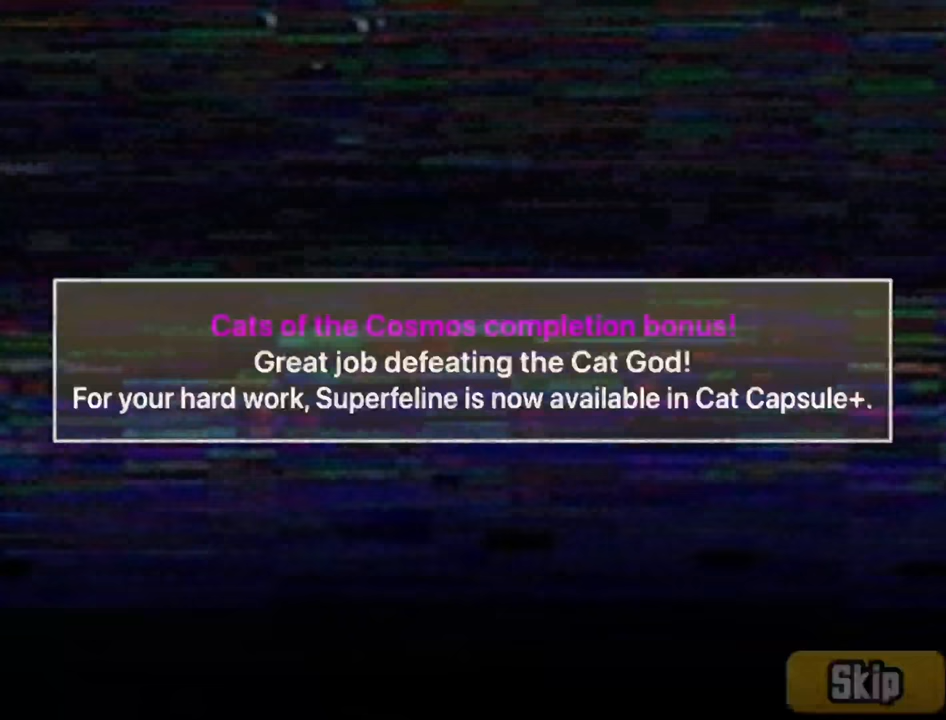 Cats of the Cosmos completion bonus!
Great job defeating the Cat God!
For your hard work, Superfeline is now available in Cat Capsule+.
Skip